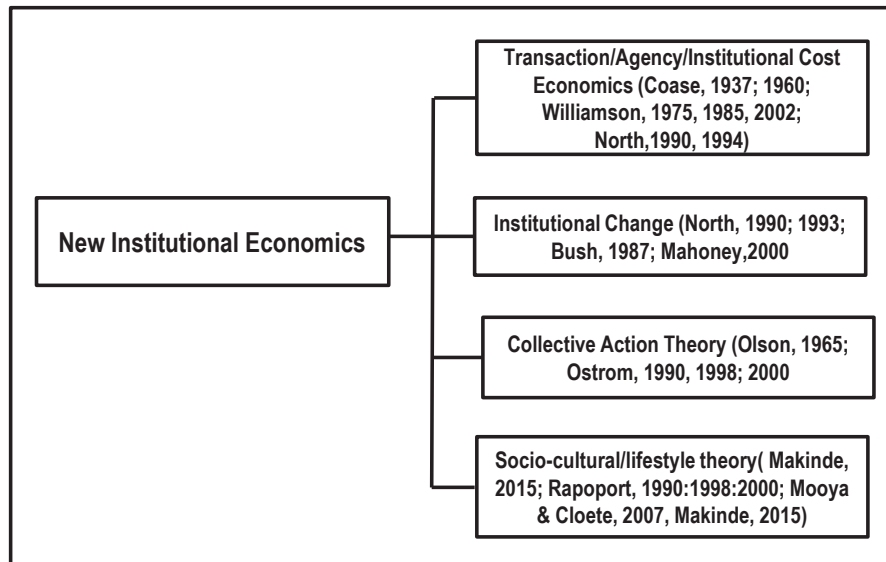 Transaction/Agency/Institutional Cost
Economics (Coase, 1937; 1960;
Williamson, 1975, 1985, 2002;
North,1990, 1994)
New Institutional Economics
Institutional Change (North, 1990; 1993;
Bush, 1987; Mahoney,2000
Collective Action Theory (Olson, 1965;
Ostrom, 1990, 1998; 2000
Socio-cultural/lifestyle theory( Makinde,
2015; Rapoport, 1990:1998:2000; Mooya
& Cloete, 2007, Makinde, 2015)